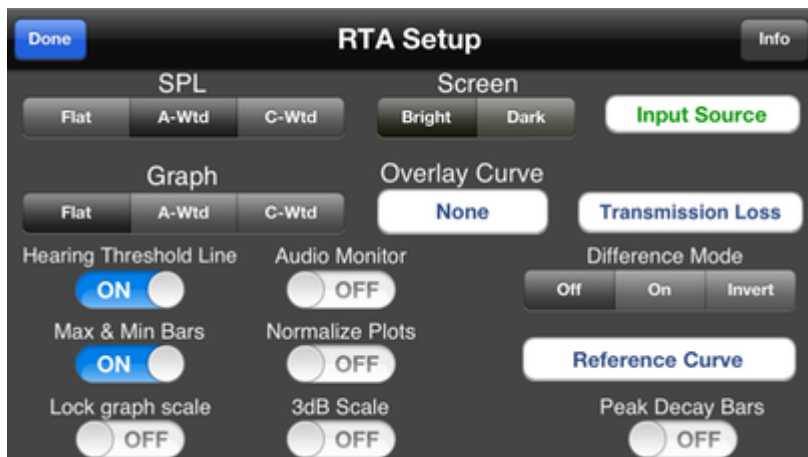 Done RTA Setup Info
SPL Screen
Flat A-Wtd C-Wtd Bright Dark Input Source
Graph Overlay Curve
Flat A-Wtd C-Wtd None Transmission Loss
Hearing Threshold Line Audio Monitor Difference Mode
ON OFF Off On Invert
Max & Min Bars Normalize Plots
ON OFF Reference Curve
Lock graph scale 3dB Scale Peak Decay Bars
OFF OFF OFF